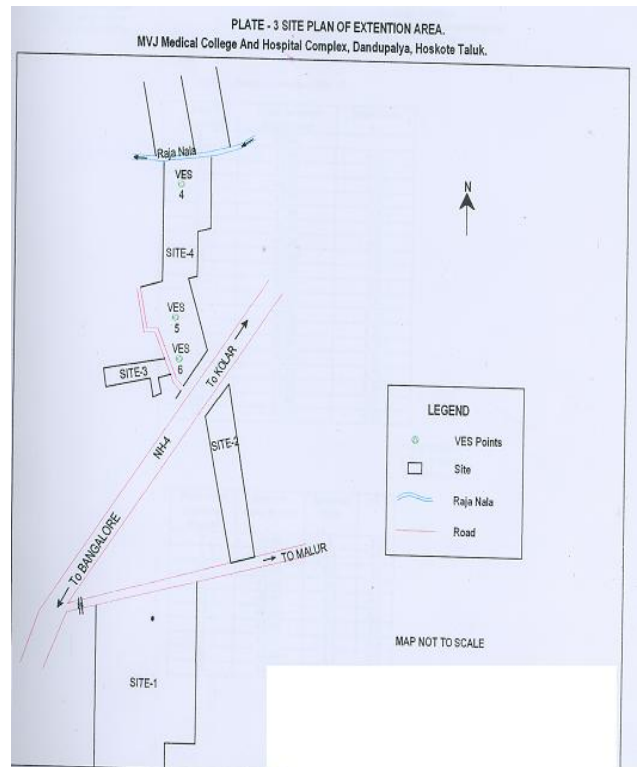 PLATE - 3 SITE PLAN OF EXTENTION AREA.
MVJ Medical College And Hospital Complex, Dandupalya, Hoskote Taluk.
Raja Nala
VES
4
N
SITE-4
VES
5
VES
6
SITE-3
To KOLAR
NH-4
SITE-2
To BANGALORE
TO MALUR
SITE-1
LEGEND
VES Points
Site
Raja Nala
Road
MAP NOT TO SCALE